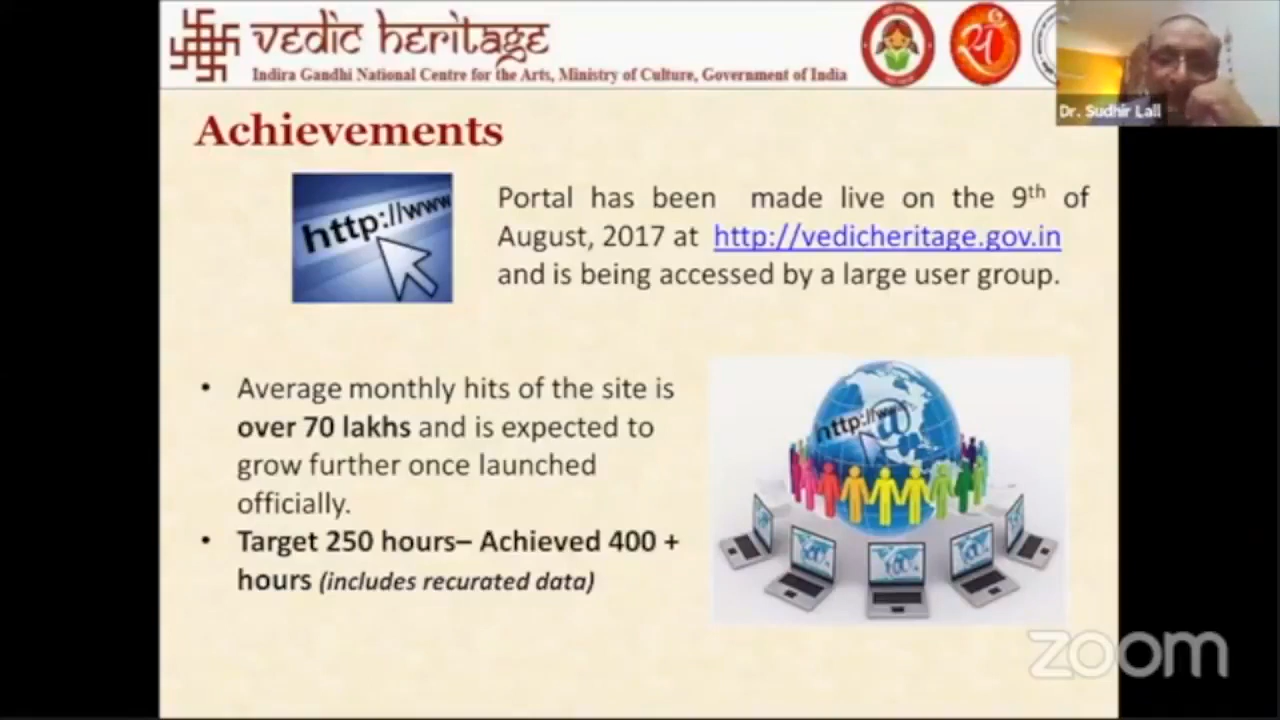 vedic heritage
Indira Gandhi National Centre for the Arts, Ministry of Culture, Government of India
Dr. Sudhir Lall
Achievements
http://www
Portal has been made live on the 9th of
August, 2017 at http://vedicheritage.gov.in
and is being accessed by a large user group.
• Average monthly hits of the site is
over 70 lakhs and is expected to
grow further once launched
officially.
• Target 250 hours– Achieved 400 +
hours (includes recurated data)
http://www
@
zoom